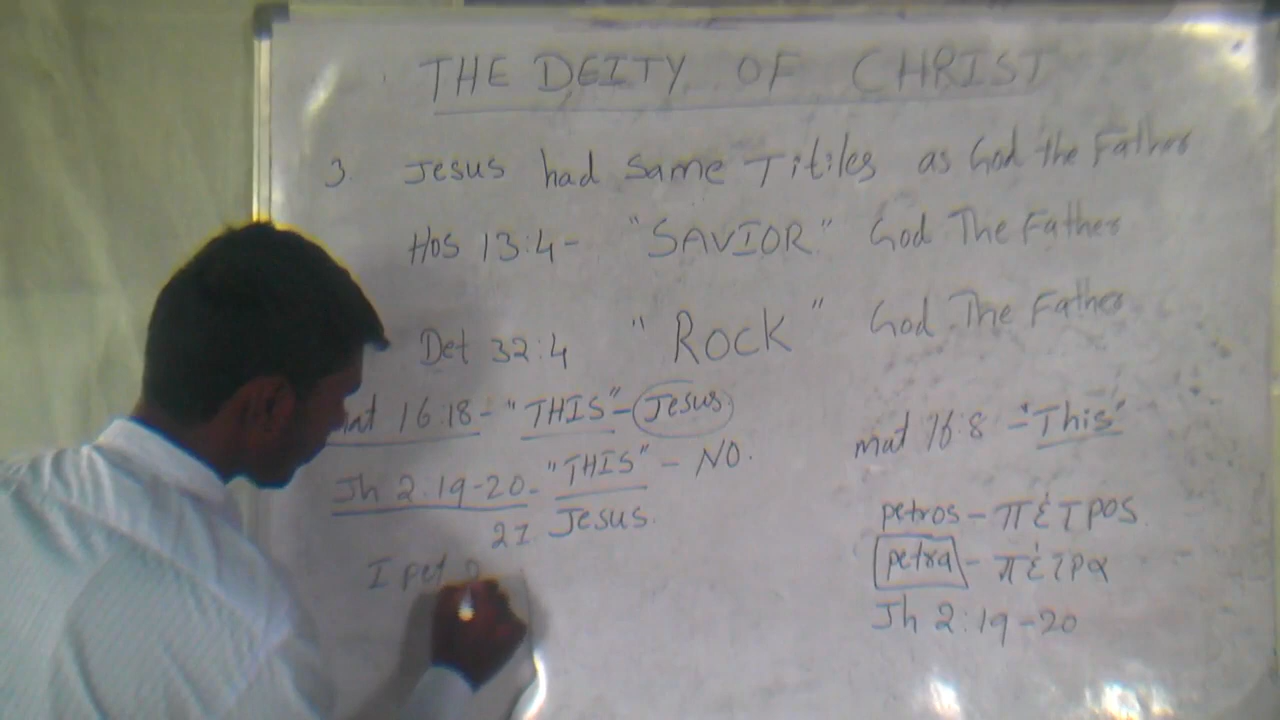 THE DEITY OF CHRIST
3. Jesus had Same Titiles as God the Father
Hos 13:4- "SAVIOR" God The Father
Det 32:4 "ROCK" God The Father
mat 16:18- "THIS"- Jesus
Jh 2.19-20- "THIS" - NO.
21 Jesus.
I pet
mat 16:8 - "This"
petros - πέτρος
petra - πέτρα
Jh 2:19-20